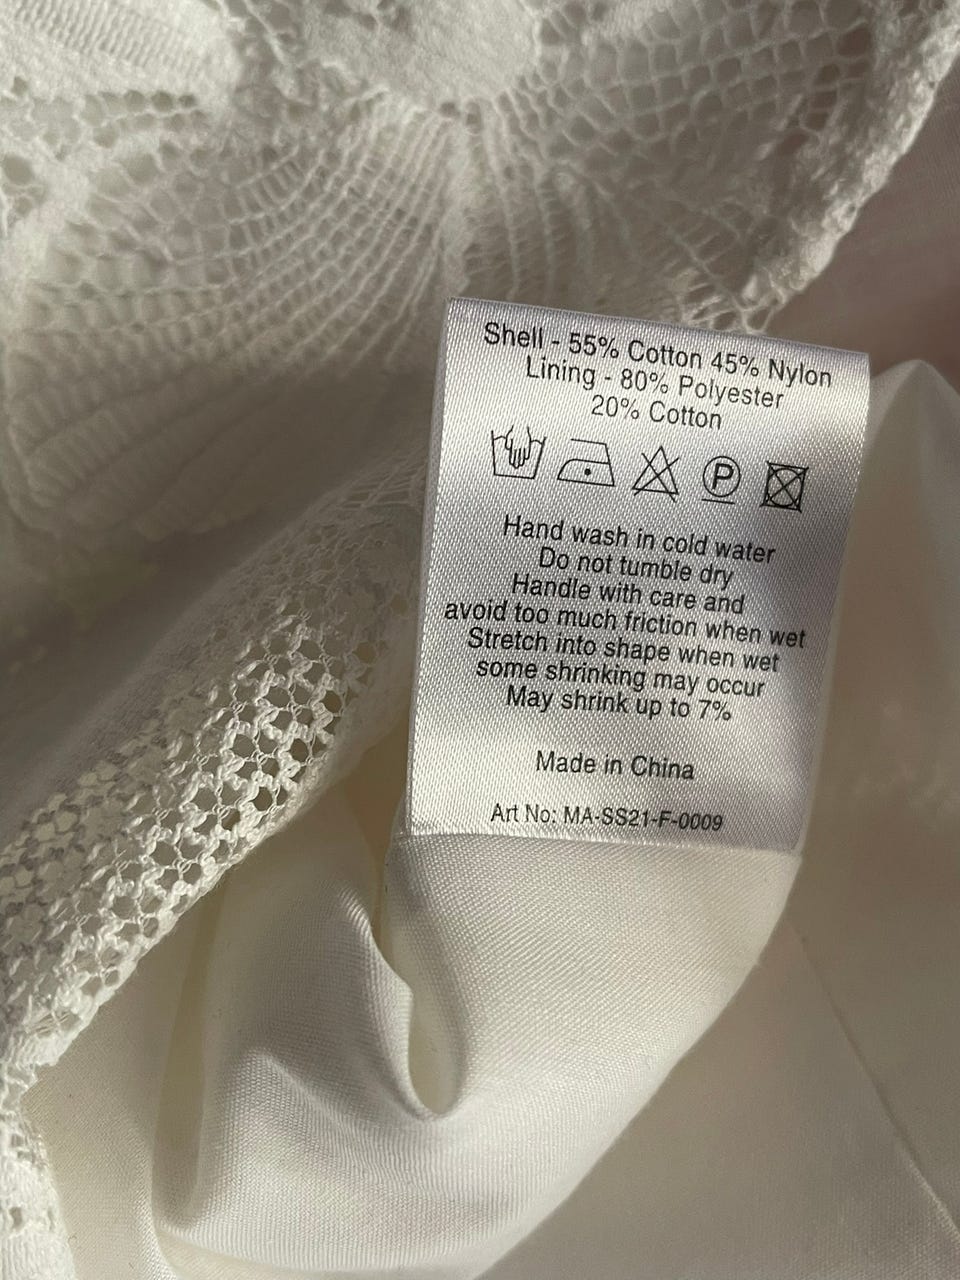 Shell - 55% Cotton 45% Nylon
Lining - 80% Polyester
20% Cotton
P
Hand wash in cold water
Do not tumble dry
Handle with care and
avoid too much friction when wet
Stretch into shape when wet
some shrinking may occur
May shrink up to 7%
Made in China
Art No: MA-SS21-F-0009